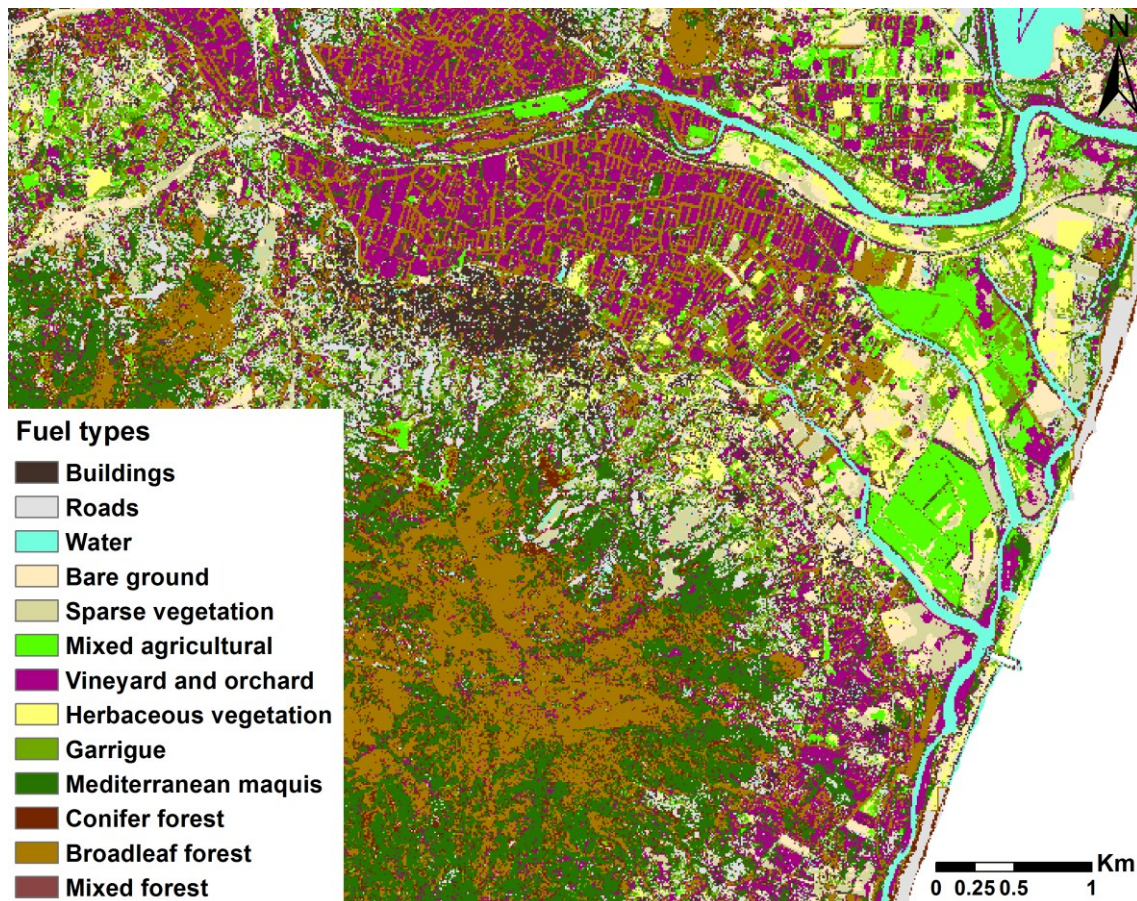 N
Fuel types
Buildings
Roads
Water
Bare ground
Sparse vegetation
Mixed agricultural
Vineyard and orchard
Herbaceous vegetation
Garrigue
Mediterranean maquis
Conifer forest
Broadleaf forest
Mixed forest
Km
0 0.25 0.5 1